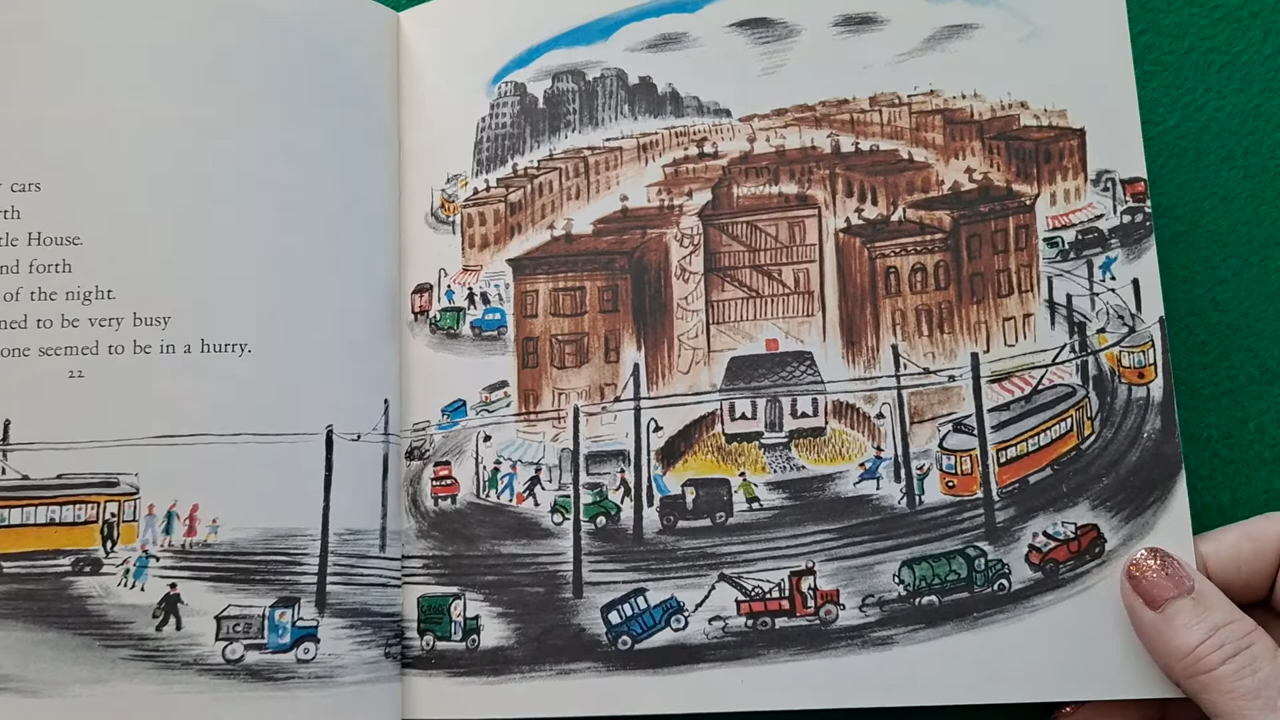 cars
rth
tle House.
nd forth
of the night.
ned to be very busy
one seemed to be in a hurry.
22
ICE